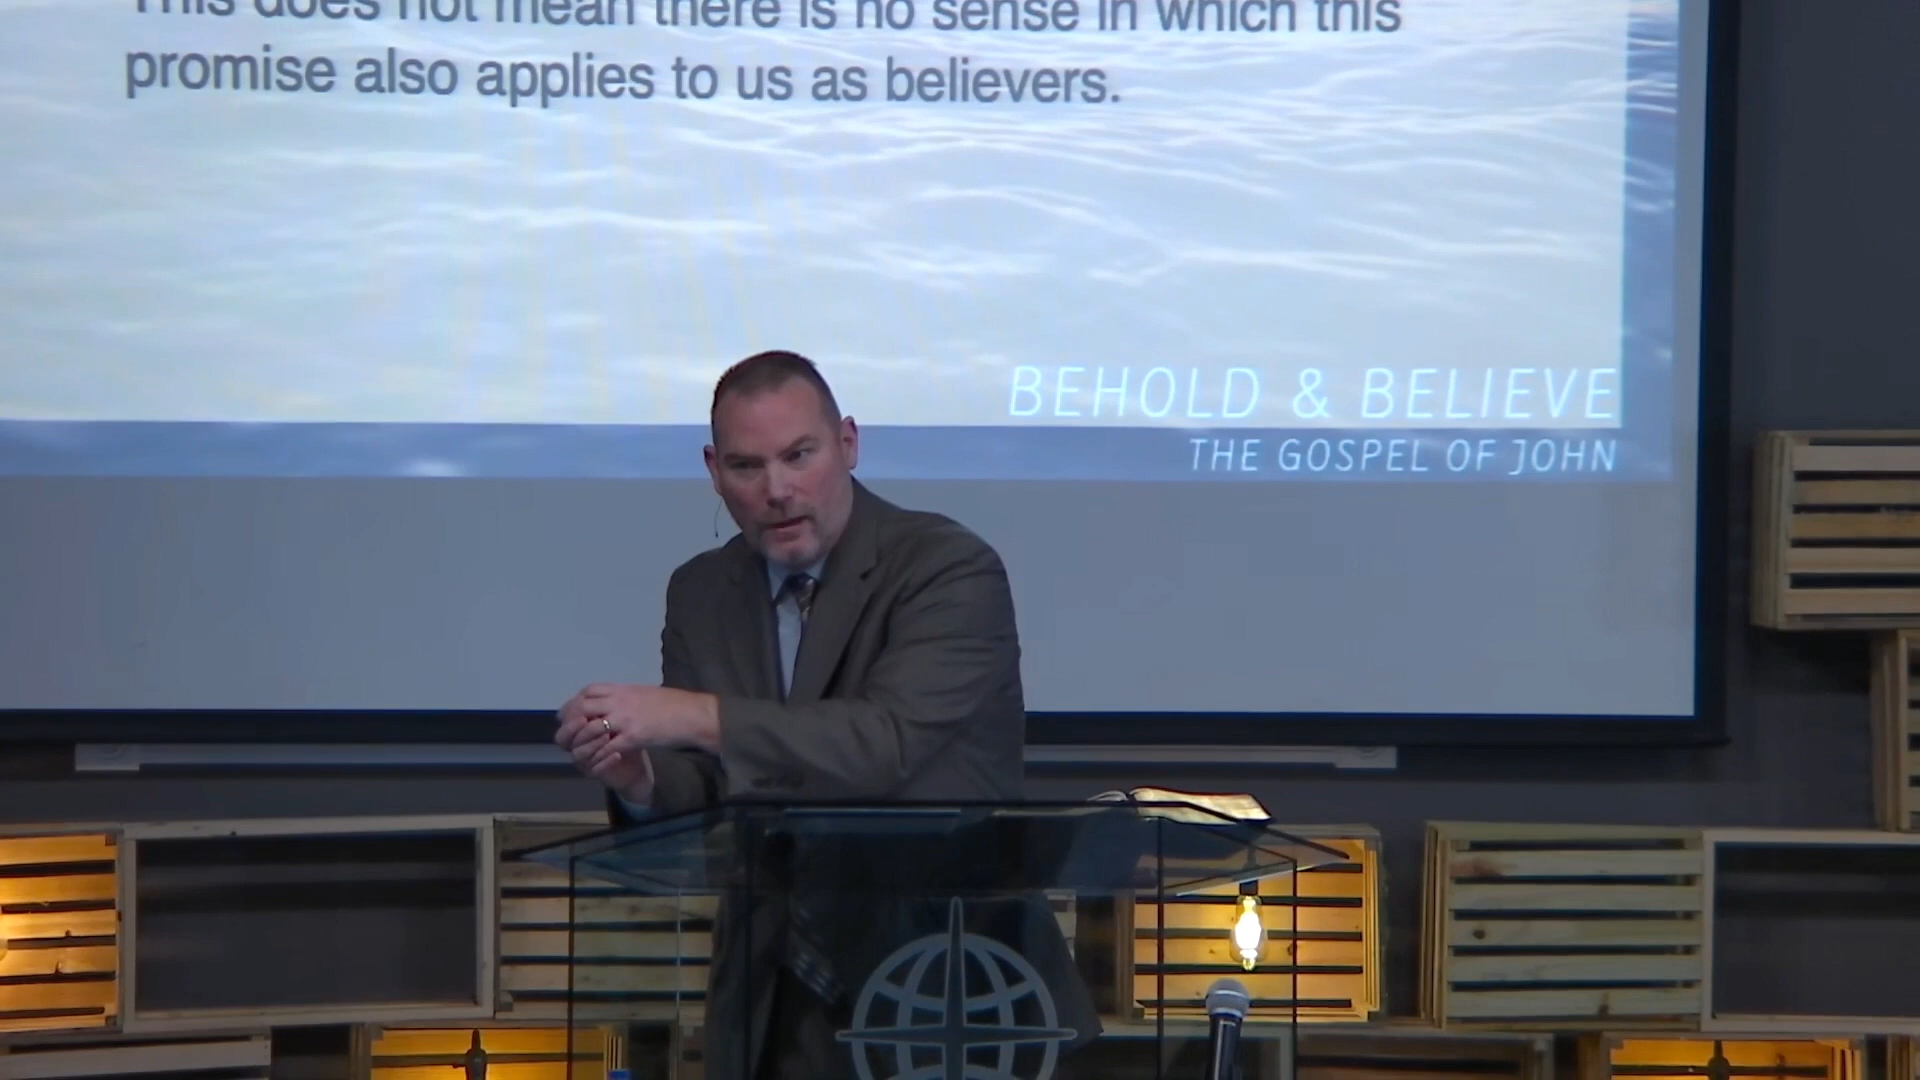 This does not mean there is no sense in which this
promise also applies to us as believers.
BEHOLD & BELIEVE
THE GOSPEL OF JOHN